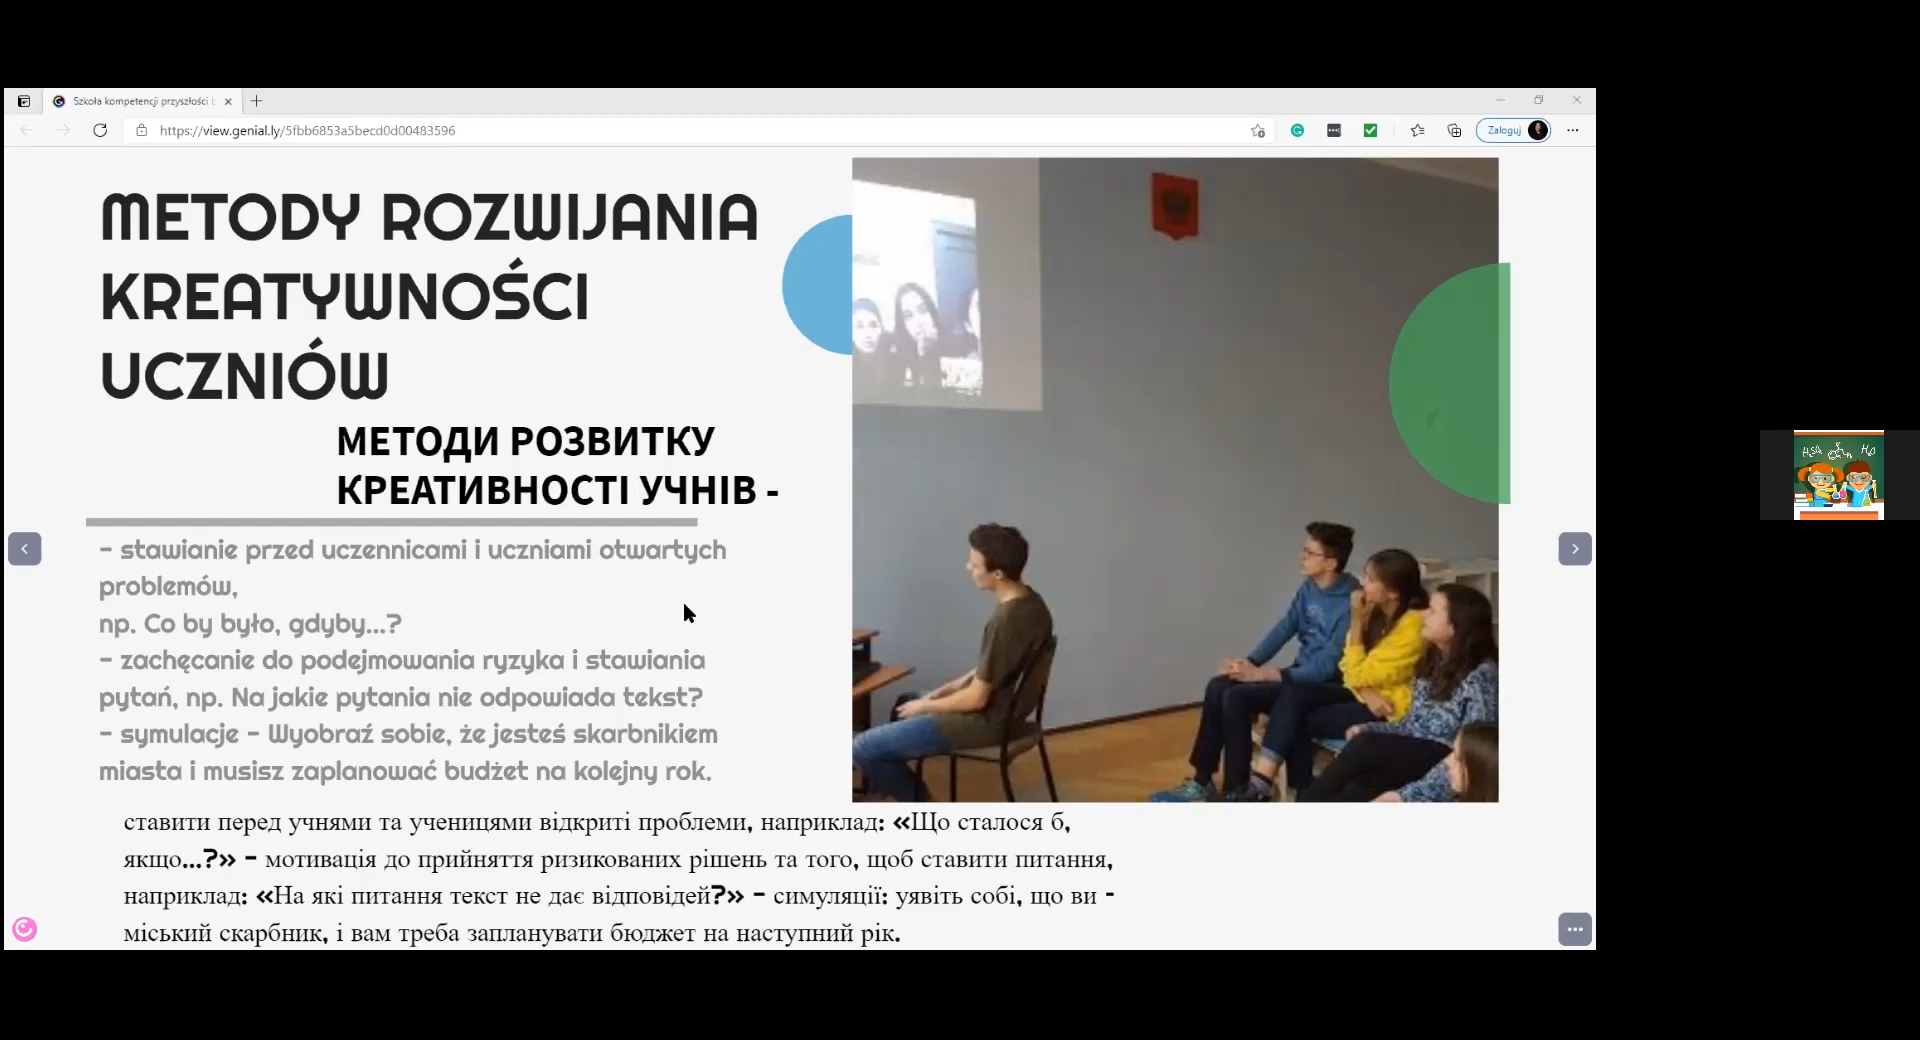 Szkoła kompetencji przyszłości
https://view.genial.ly/5fbb6853a5becd0d00483596
Zaloguj
METODY ROZWIJANIA
KREATYWNOŚCI
UCZNIÓW
МЕТОДИ РОЗВИТКУ
КРЕАТИВНОСТІ УЧНІВ -
- stawianie przed uczennicami i uczniami otwartych
problemów,
np. Co by było, gdyby...?
- zachęcanie do podejmowania ryzyka i stawiania
pytań, np. Na jakie pytania nie odpowiada tekst?
- symulacje - Wyobraź sobie, że jesteś skarbnikiem
miasta i musisz zaplanować budżet na kolejny rok.
ставити перед учнями та ученицями відкриті проблеми, наприклад: «Що сталося б,
якщо...?» - мотивація до прийняття ризикованих рішень та того, щоб ставити питання,
наприклад: «На які питання текст не дає відповідей?» - симуляції: уявіть собі, що ви -
міський скарбник, і вам треба запланувати бюджет на наступний рік.